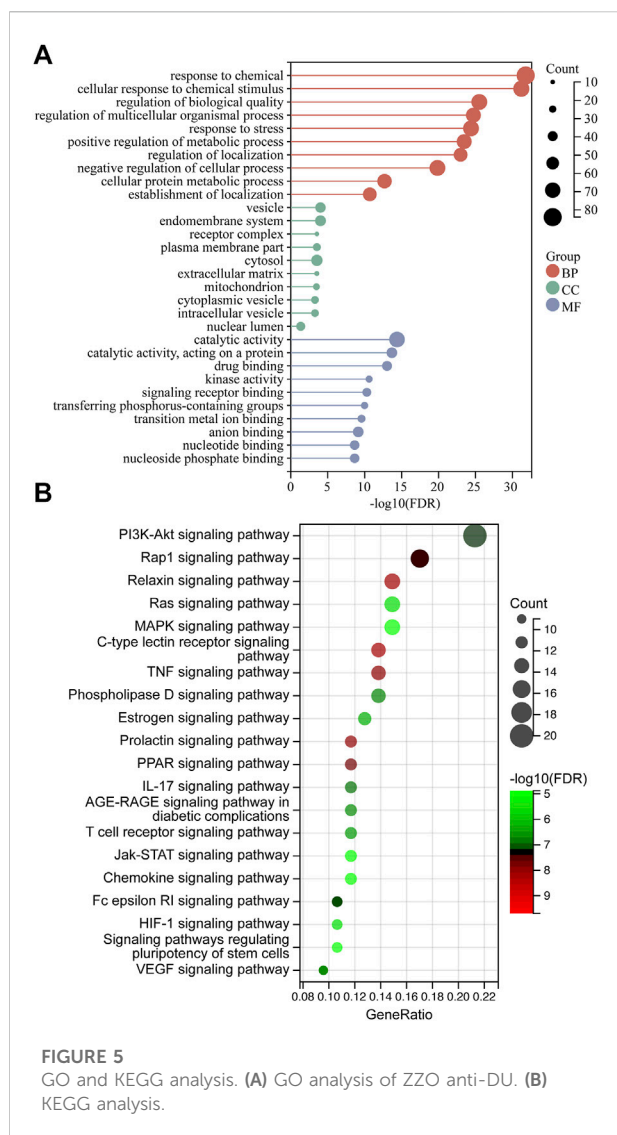 A
response to chemical
cellular response to chemical stimulus
regulation of biological quality
regulation of multicellular organismal process
response to stress
positive regulation of metabolic process
regulation of localization
negative regulation of cellular process
cellular protein metabolic process
establishment of localization
vesicle
endomembrane system
receptor complex
plasma membrane part
cytosol
extracellular matrix
mitochondrion
cytoplasmic vesicle
intracellular vesicle
nuclear lumen
catalytic activity
catalytic activity, acting on a protein
drug binding
kinase activity
signaling receptor binding
transferring phosphorus-containing groups
transition metal ion binding
anion binding
nucleotide binding
nucleoside phosphate binding
0 5 10 15 20 25 30
-log10(FDR)
Count
10
20
30
40
50
60
70
80
Group
BP
CC
MF
B
PI3K-Akt signaling pathway
Rap1 signaling pathway
Relaxin signaling pathway
Ras signaling pathway
MAPK signaling pathway
C-type lectin receptor signaling
pathway
TNF signaling pathway
Phospholipase D signaling pathway
Estrogen signaling pathway
Prolactin signaling pathway
PPAR signaling pathway
IL-17 signaling pathway
AGE-RAGE signaling pathway in
diabetic complications
T cell receptor signaling pathway
Jak-STAT signaling pathway
Chemokine signaling pathway
Fc epsilon RI signaling pathway
HIF-1 signaling pathway
Signaling pathways regulating
pluripotency of stem cells
VEGF signaling pathway
0.08 0.10 0.12 0.14 0.16 0.18 0.20 0.22
GeneRatio
Count
10
12
14
16
18
20
-log10(FDR)
5
6
7
8
9
FIGURE 5
GO and KEGG analysis. (A) GO analysis of ZZO anti-DU. (B)
KEGG analysis.